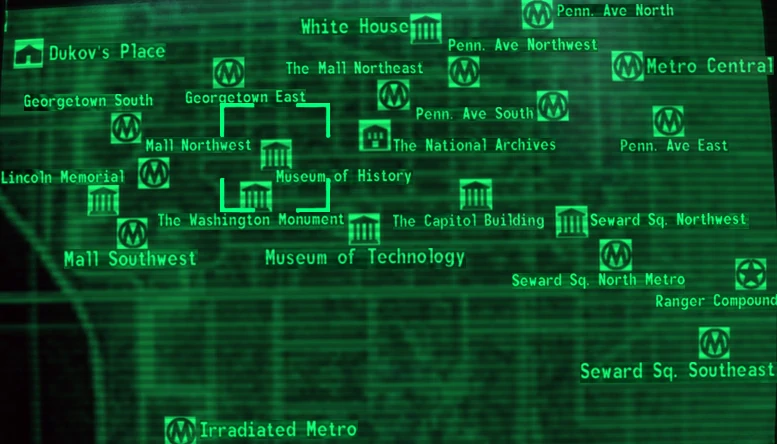 Penn. Ave North
White House
Penn. Ave Northwest
Dukov's Place
The Mall Northeast
Metro Central
Georgetown South
Georgetown East
Penn. Ave South
Mall Northwest
The National Archives
Penn. Ave East
Lincoln Memorial
Museum of History
The Washington Monument
The Capitol Building
Seward Sq. Northwest
Mall Southwest
Museum of Technology
Seward Sq. North Metro
Ranger Compound
Seward Sq. Southeast
Irradiated Metro